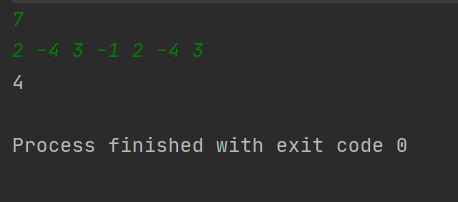 7
2 -4 3 -1 2 -4 3
4
Process finished with exit code 0